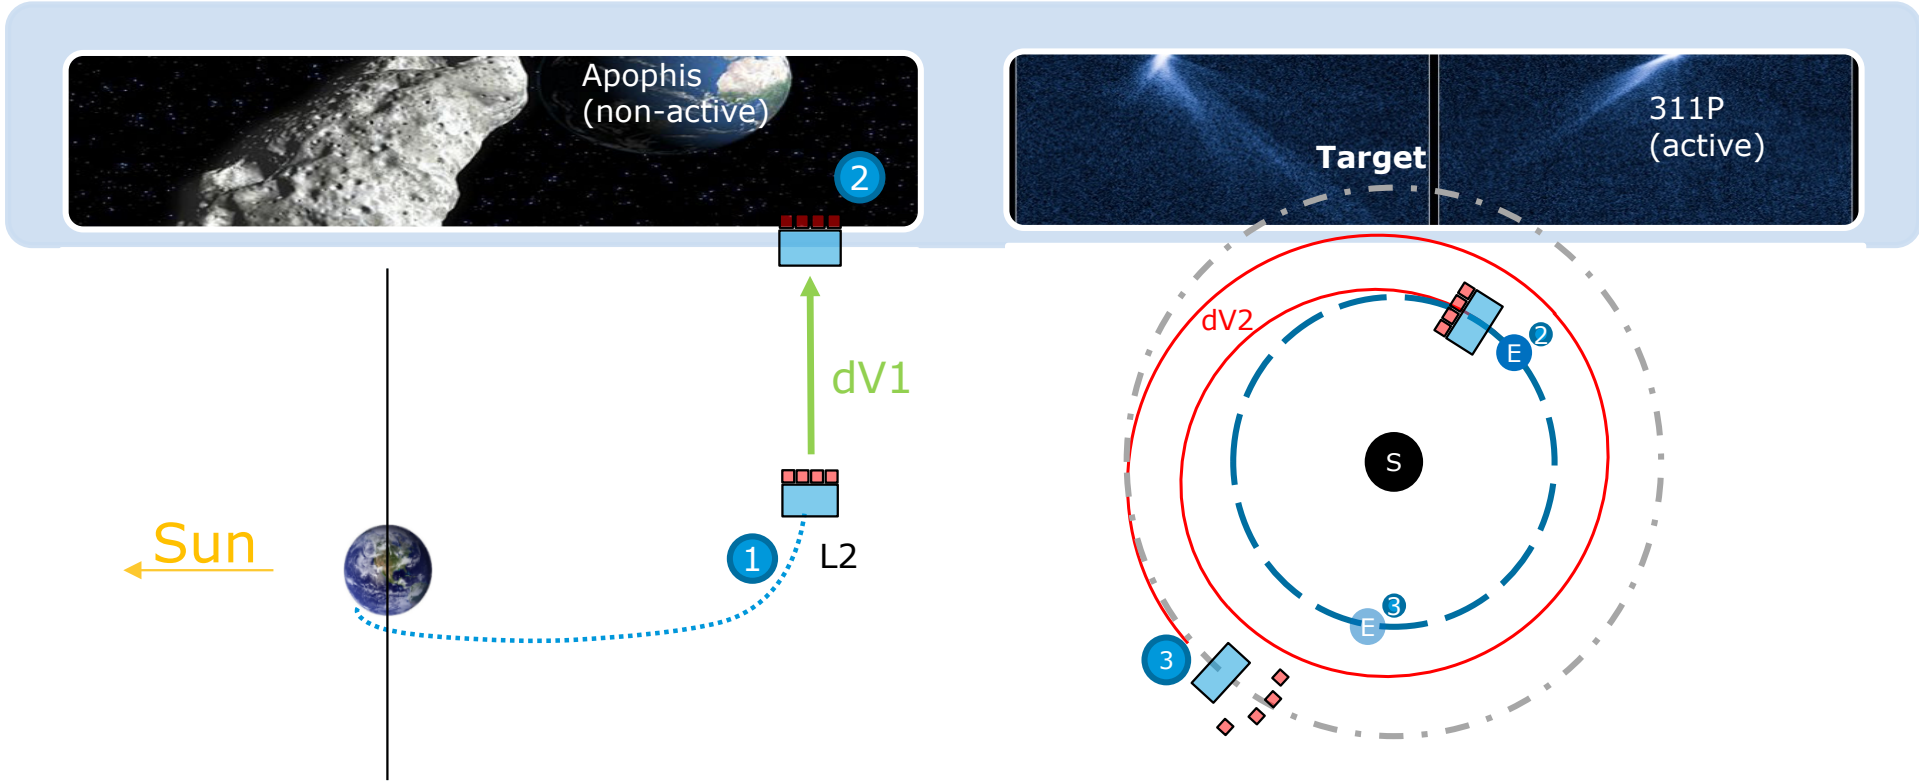 Apophis
(non-active)
2
311P
(active)
Target
dV1
Sun
1
L2
dV2
E
2
S
3
E
3